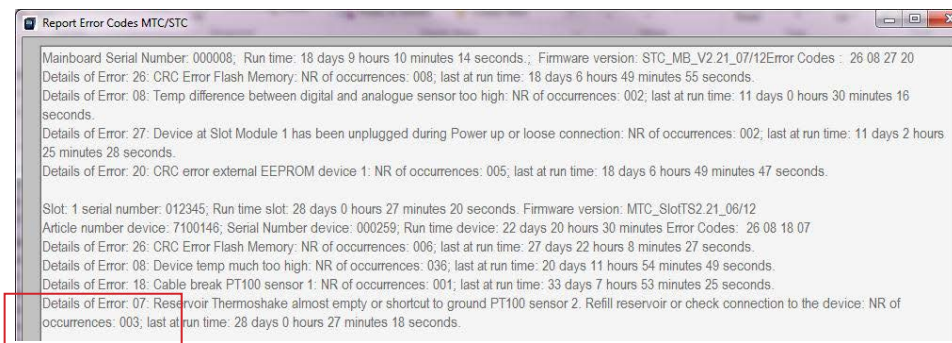 Report Error Codes MTC/STC
Mainboard Serial Number: 000008; Run time: 18 days 9 hours 10 minutes 14 seconds.; Firmware version: STC_MB_V2.21_07/12Error Codes : 26 08 27 20
Details of Error: 26: CRC Error Flash Memory: NR of occurrences: 008; last at run time: 18 days 6 hours 49 minutes 55 seconds.
Details of Error: 08: Temp difference between digital and analogue sensor too high: NR of occurrences: 002; last at run time: 11 days 0 hours 30 minutes 16
seconds.
Details of Error: 27: Device at Slot Module 1 has been unplugged during Power up or loose connection: NR of occurrences: 002; last at run time: 11 days 2 hours
25 minutes 28 seconds.
Details of Error: 20: CRC error external EEPROM device 1: NR of occurrences: 005; last at run time: 18 days 6 hours 49 minutes 47 seconds.
Slot: 1 serial number: 012345; Run time slot: 28 days 0 hours 27 minutes 20 seconds. Firmware version: MTC_SlotTS2.21_06/12
Article number device: 7100146; Serial Number device: 000259; Run time device: 22 days 20 hours 30 minutes Error Codes: 26 08 18 07
Details of Error: 26: CRC Error Flash Memory: NR of occurrences: 006; last at run time: 27 days 22 hours 8 minutes 27 seconds.
Details of Error: 08: Device temp much too high: NR of occurrences: 036; last at run time: 20 days 11 hours 54 minutes 49 seconds.
Details of Error: 18: Cable break PT100 sensor 1: NR of occurrences: 001; last at run time: 33 days 7 hours 53 minutes 25 seconds.
Details of Error: 07: Reservoir Thermoshake almost empty or shortcut to ground PT100 sensor 2. Refill reservoir or check connection to the device: NR of
occurrences: 003; last at run time: 28 days 0 hours 27 minutes 18 seconds.